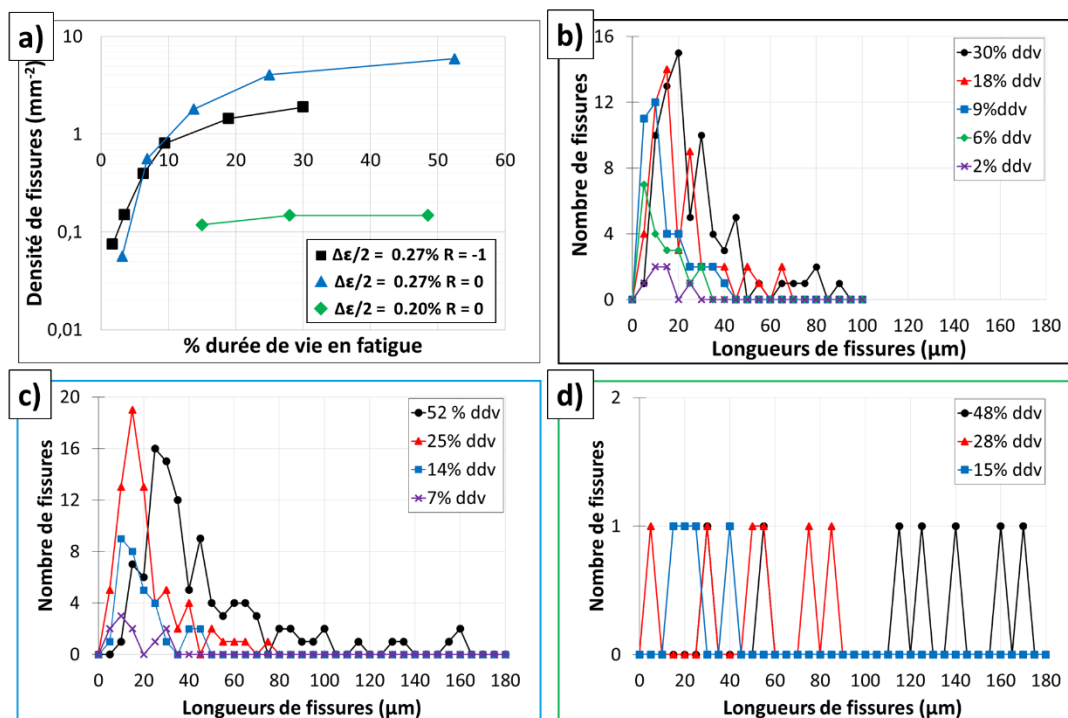 a)
Densité de fissures (mm⁻²)
10
1
0,1
0,01
0 10 20 30 40 50 60
% durée de vie en fatigue
Δε/2 = 0.27% R = -1
Δε/2 = 0.27% R = 0
Δε/2 = 0.20% R = 0
b)
Nombre de fissures
16
12
8
4
0
0 20 40 60 80 100 120 140 160 180
Longueurs de fissures (µm)
30% ddv
18% ddv
9%ddv
6% ddv
2% ddv
c)
Nombre de fissures
20
16
12
8
4
0
0 20 40 60 80 100 120 140 160 180
Longueurs de fissures (µm)
52 % ddv
25% ddv
14% ddv
7% ddv
d)
Nombre de fissures
2
1
0
0 20 40 60 80 100 120 140 160 180
Longueurs de fissures (µm)
48% ddv
28% ddv
15% ddv